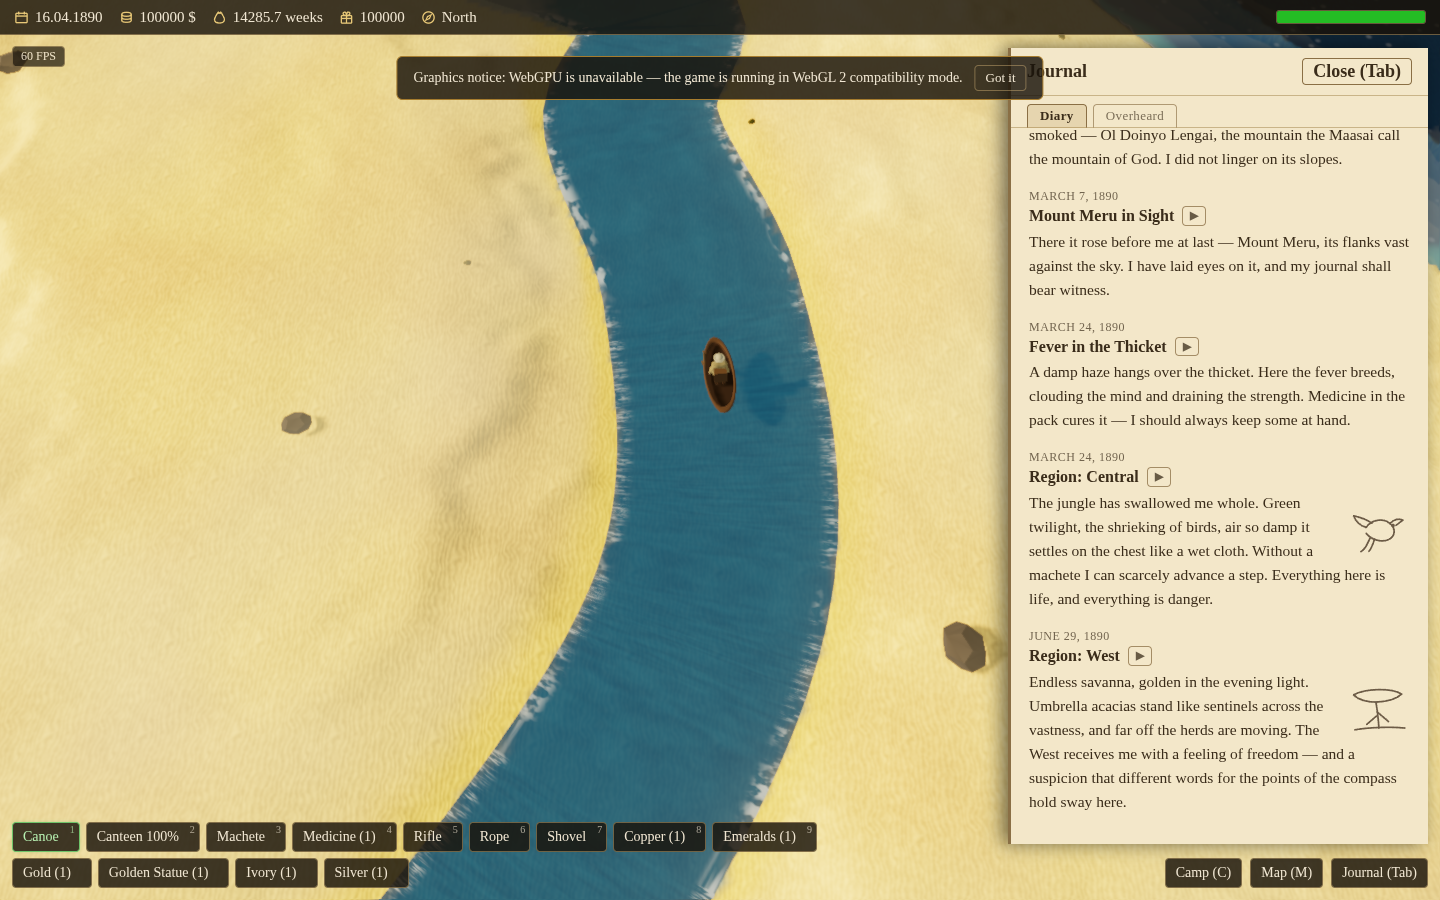 16.04.1890 100000 $ 14285.7 weeks 100000 North
60 FPS
Graphics notice: WebGPU is unavailable — the game is running in WebGL 2 compatibility mode. Got it
Journal Close (Tab)
Diary Overheard
smoked — Ol Doinyo Lengai, the mountain the Maasai call
the mountain of God. I did not linger on its slopes.
MARCH 7, 1890
Mount Meru in Sight
There it rose before me at last — Mount Meru, its flanks vast
against the sky. I have laid eyes on it, and my journal shall
bear witness.
MARCH 24, 1890
Fever in the Thicket
A damp haze hangs over the thicket. Here the fever breeds,
clouding the mind and draining the strength. Medicine in the
pack cures it — I should always keep some at hand.
MARCH 24, 1890
Region: Central
The jungle has swallowed me whole. Green
twilight, the shrieking of birds, air so damp it
settles on the chest like a wet cloth. Without a
machete I can scarcely advance a step. Everything here is
life, and everything is danger.
JUNE 29, 1890
Region: West
Endless savanna, golden in the evening light.
Umbrella acacias stand like sentinels across the
vastness, and far off the herds are moving. The
West receives me with a feeling of freedom — and a
suspicion that different words for the points of the compass
hold sway here.
Canoe 1 Canteen 100% 2 Machete 3 Medicine (1) 4 Rifle 5 Rope 6 Shovel 7 Copper (1) 8 Emeralds (1) 9
Gold (1) Golden Statue (1) Ivory (1) Silver (1)
Camp (C) Map (M) Journal (Tab)